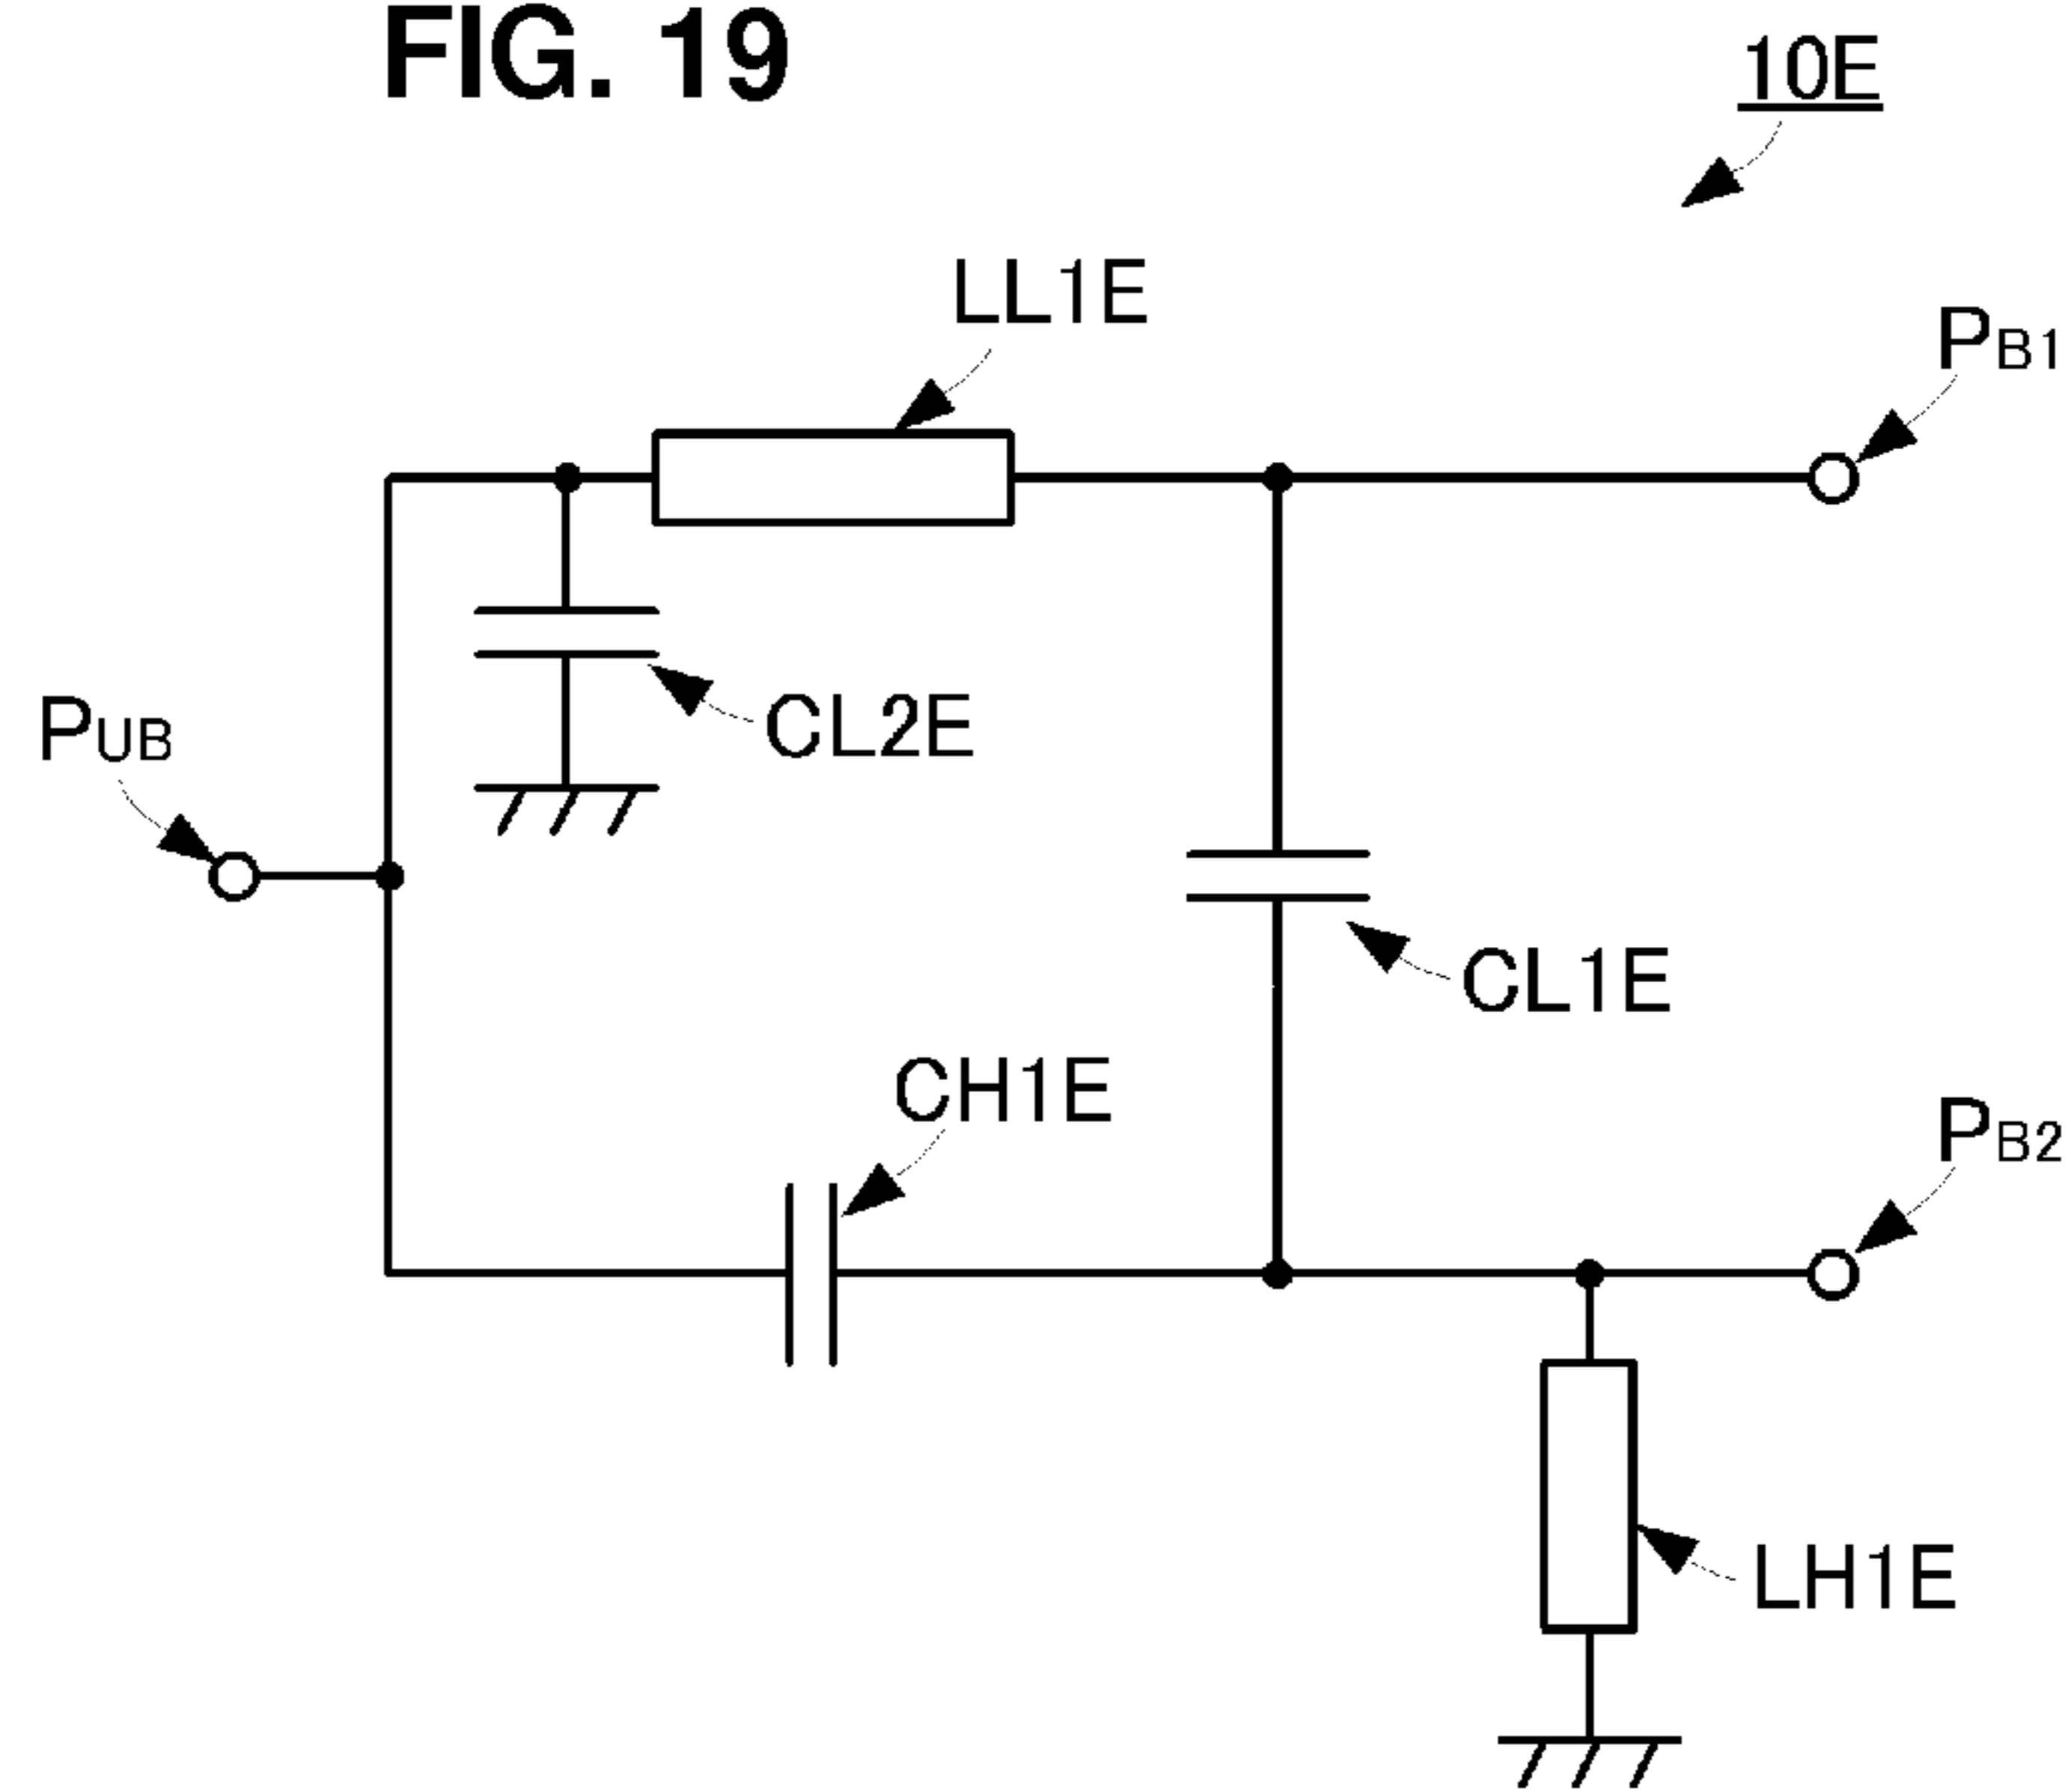 FIG. 19
10E
LL1E
PB1
CL2E
PUB
CL1E
CH1E
PB2
LH1E